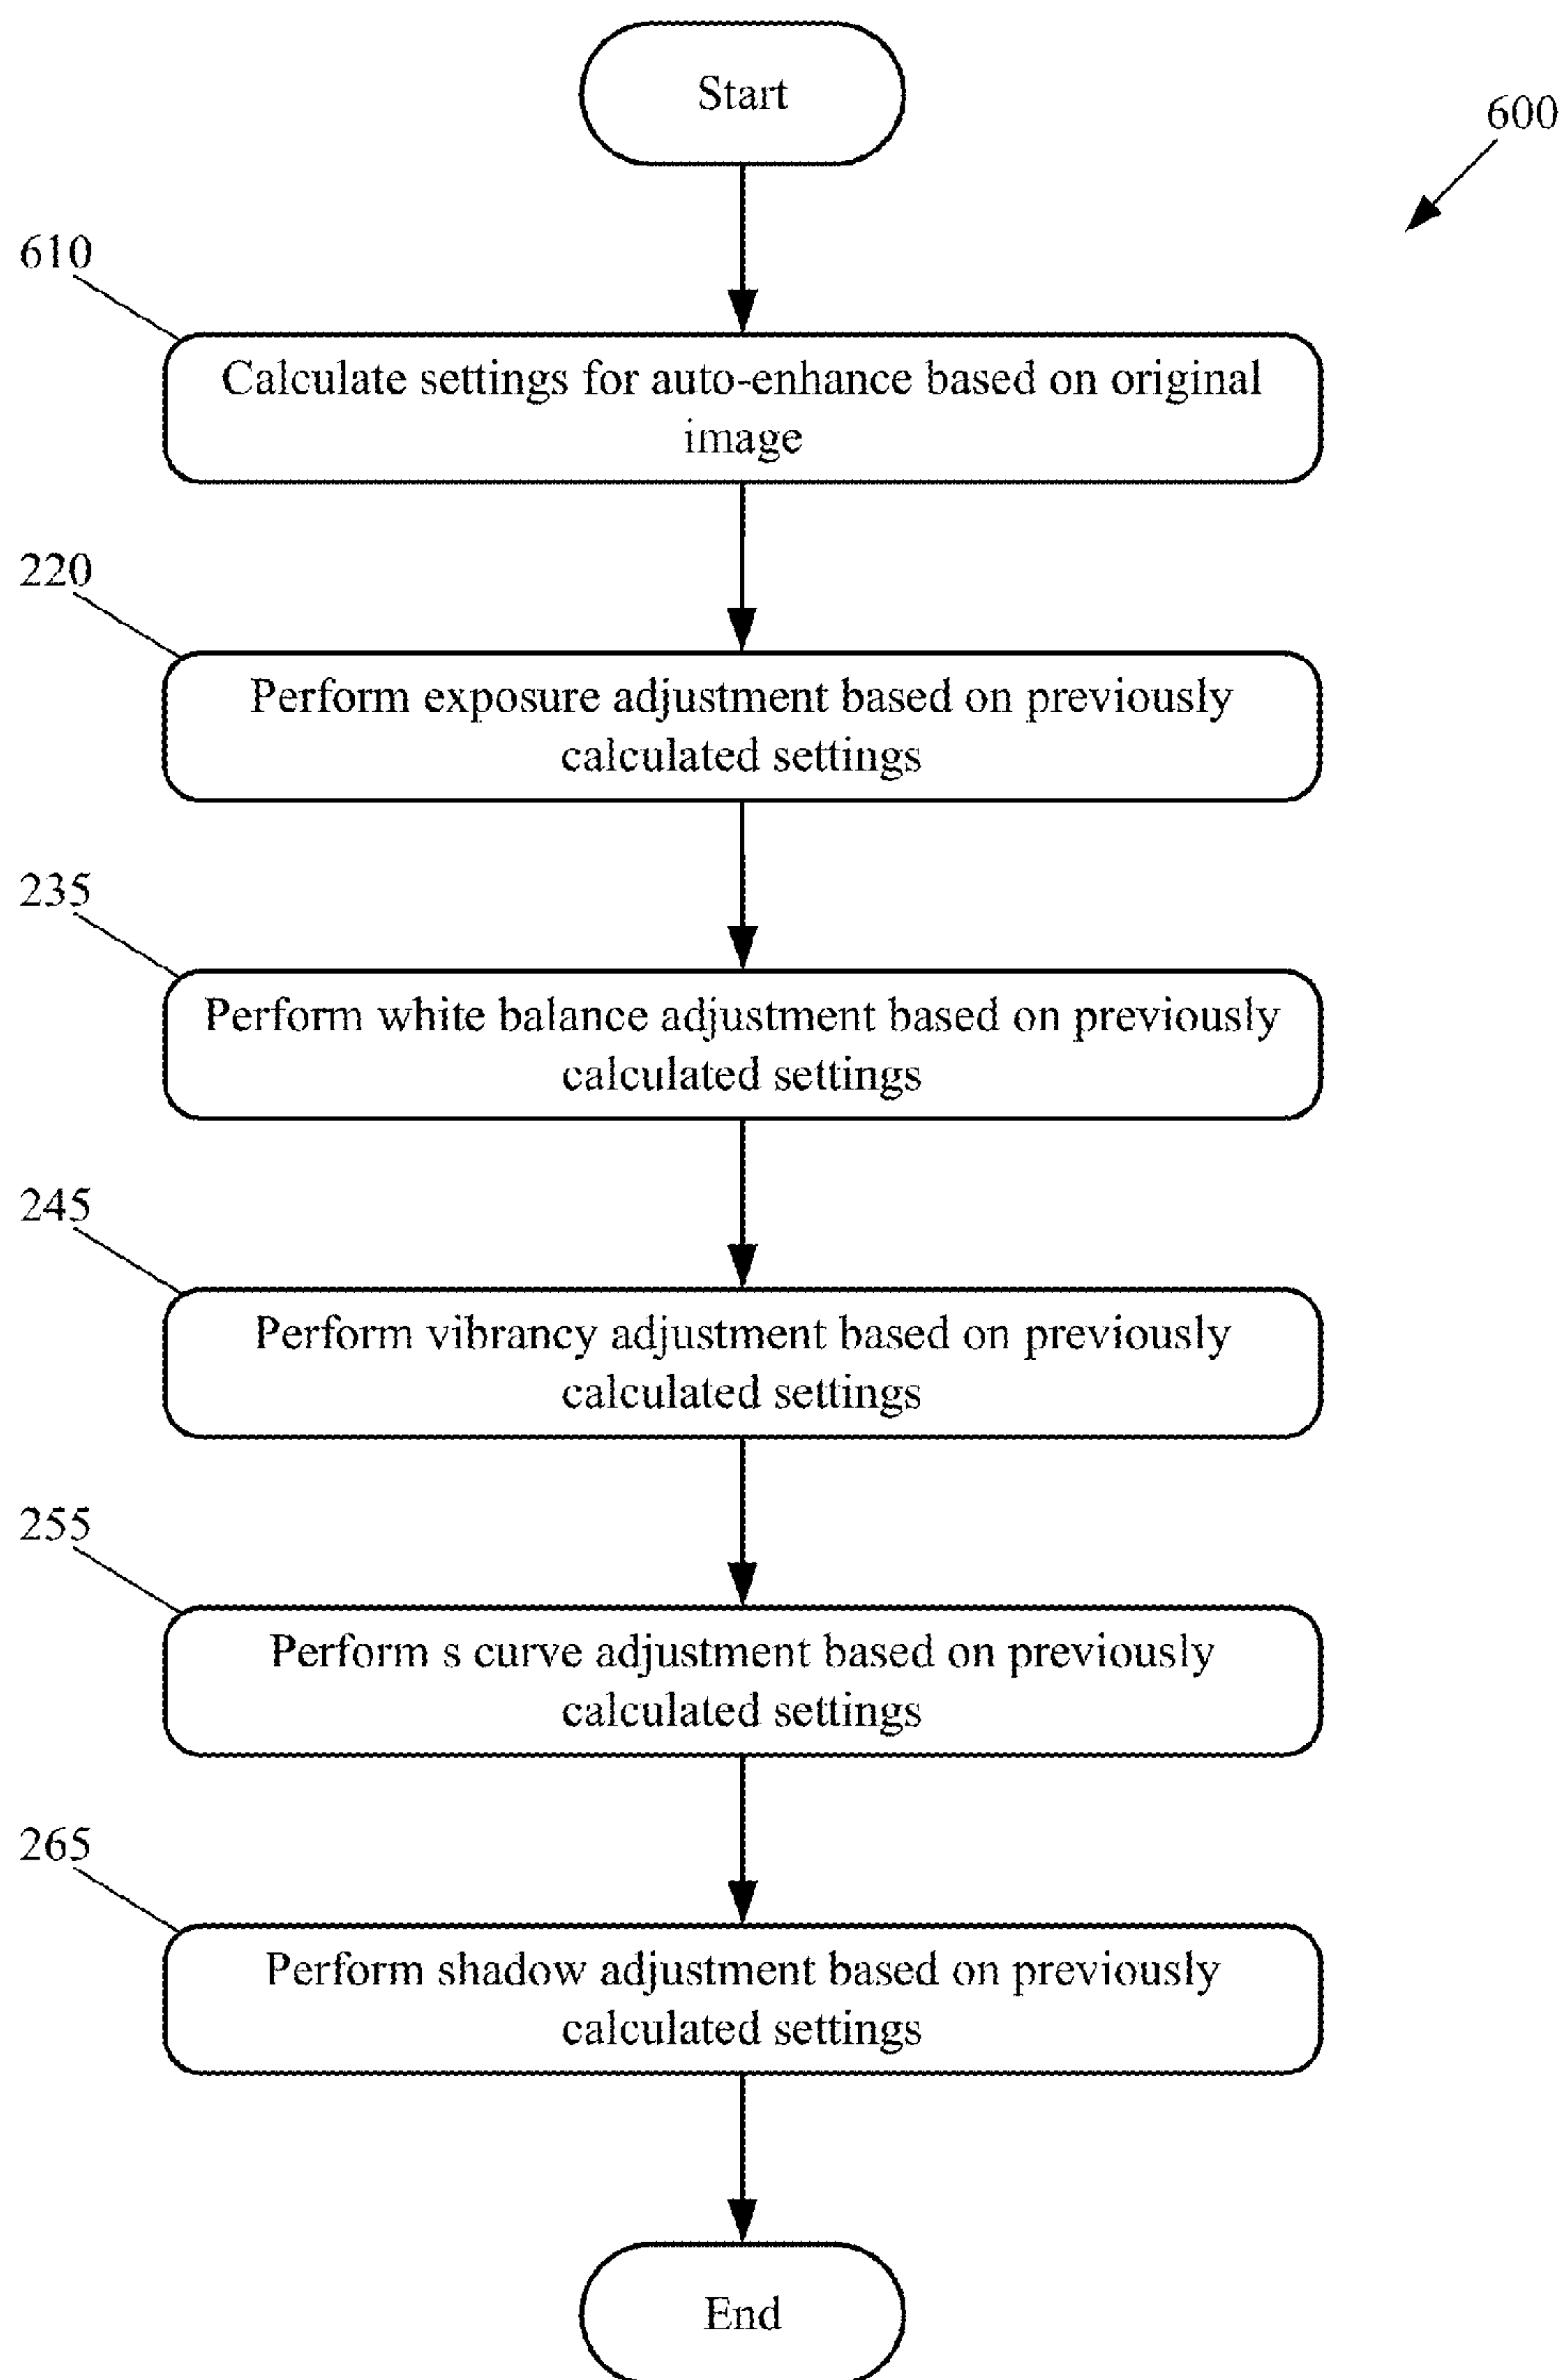 Start
600
610
Calculate settings for auto-enhance based on original
image
220
Perform exposure adjustment based on previously
calculated settings
235
Perform white balance adjustment based on previously
calculated settings
245
Perform vibrancy adjustment based on previously
calculated settings
255
Perform s curve adjustment based on previously
calculated settings
265
Perform shadow adjustment based on previously
calculated settings
End